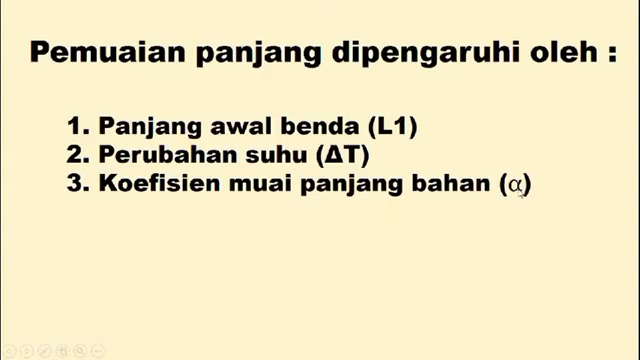 Pemuaian panjang dipengaruhi oleh :
1. Panjang awal benda (L1)
2. Perubahan suhu (ΔT)
3. Koefisien muai panjang bahan (α)